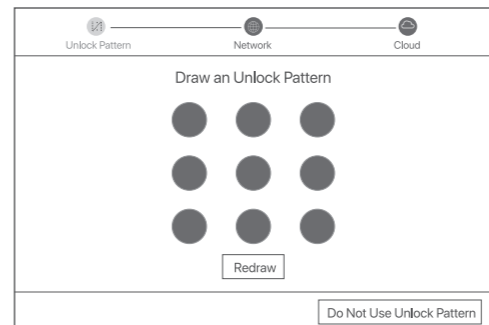 Unlock Pattern Network Cloud
Draw an Unlock Pattern
Redraw
Do Not Use Unlock Pattern